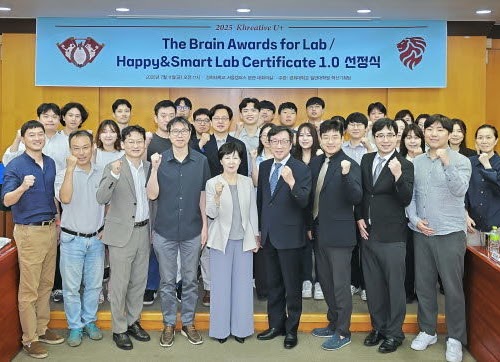 2025 Khreative U+
The Brain Awards for Lab /
Happy&Smart Lab Certificate 1.0 선정식